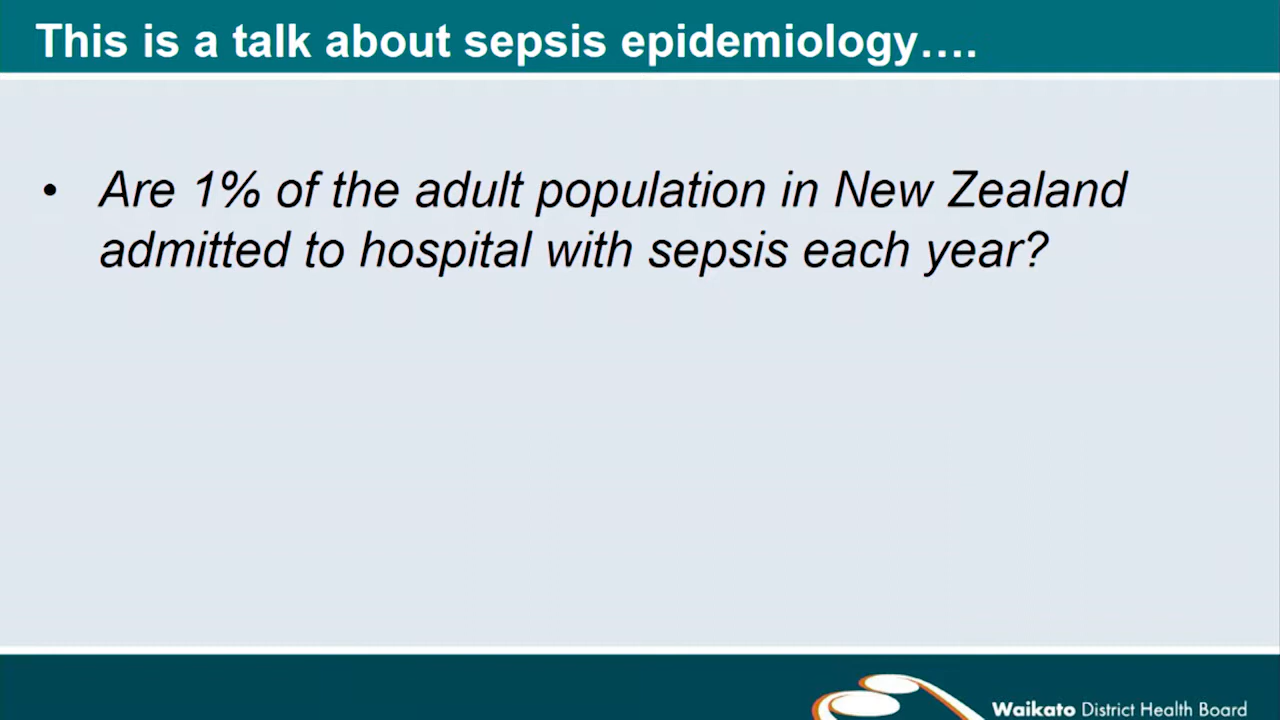 This is a talk about sepsis epidemiology….
• Are 1% of the adult population in New Zealand
admitted to hospital with sepsis each year?
Waikato District Health Board